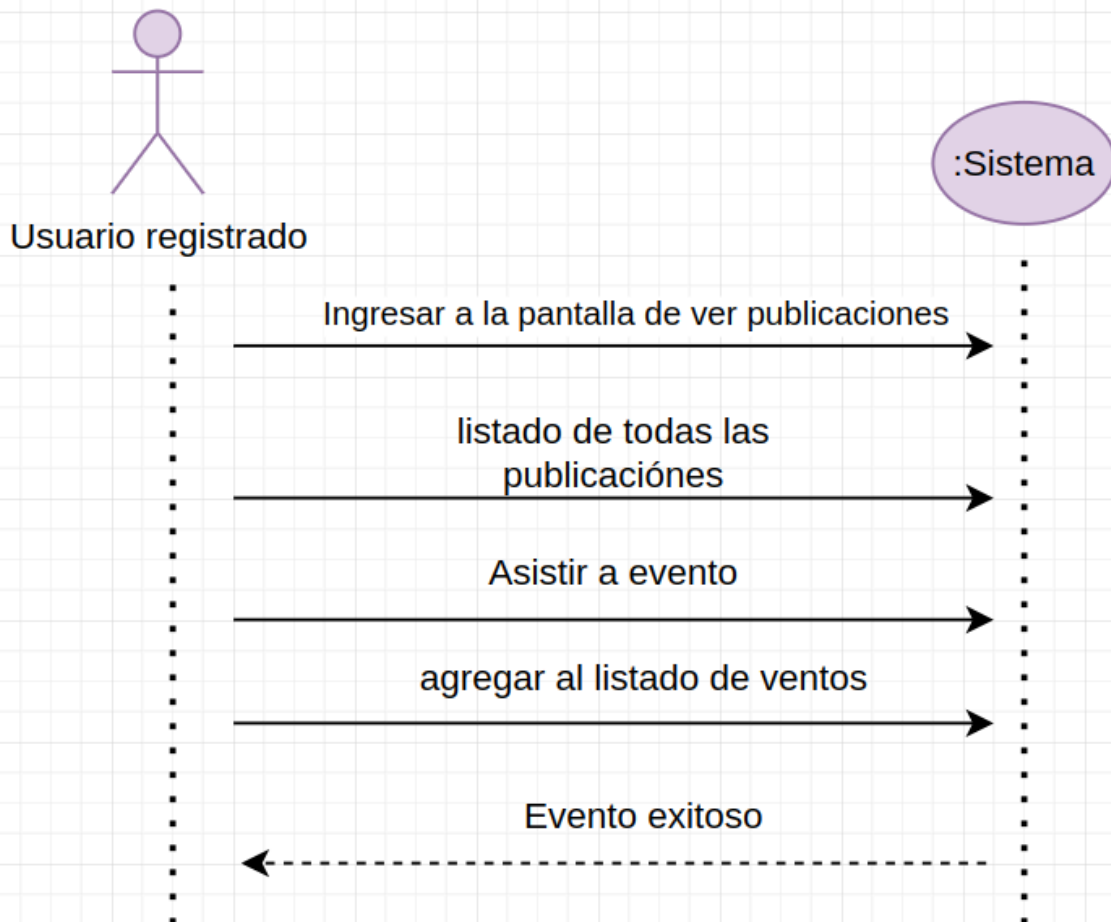 :Sistema
Usuario registrado
Ingresar a la pantalla de ver publicaciones
listado de todas las
publicaciónes
Asistir a evento
agregar al listado de ventos
Evento exitoso